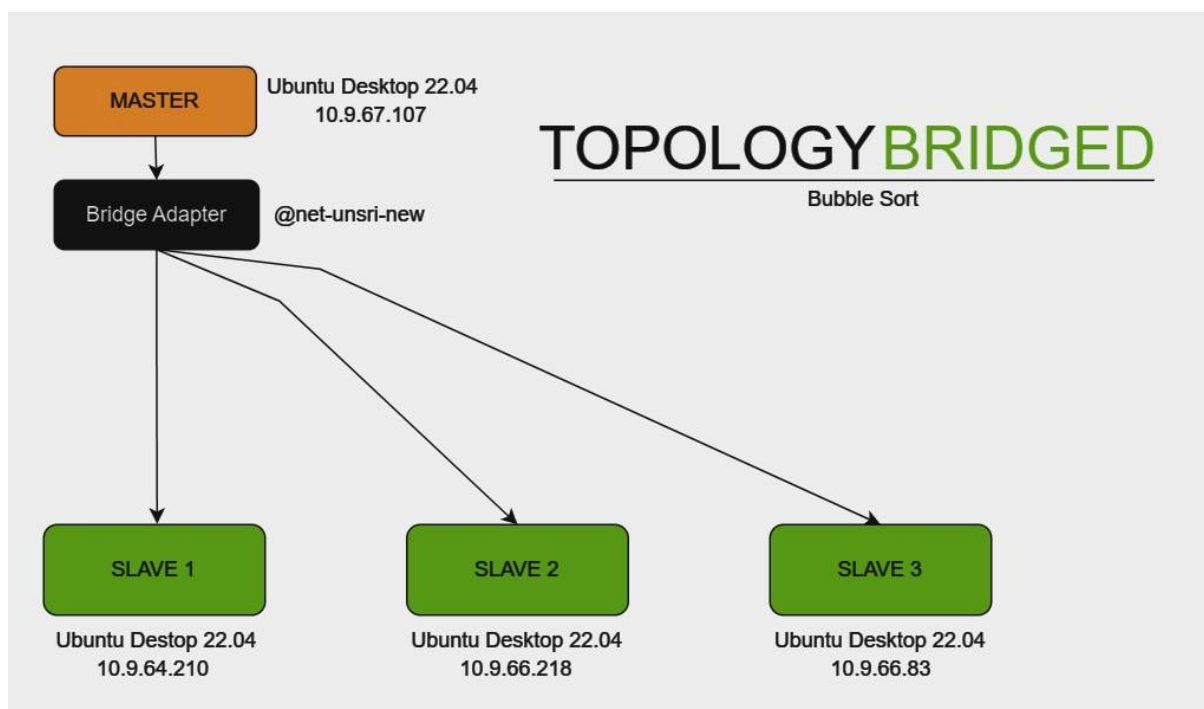 MASTER
Ubuntu Desktop 22.04
10.9.67.107
TOPOLOGY BRIDGED
Bubble Sort
Bridge Adapter
@net-unsri-new
SLAVE 1
Ubuntu Destop 22.04
10.9.64.210
SLAVE 2
Ubuntu Desktop 22.04
10.9.66.218
SLAVE 3
Ubuntu Desktop 22.04
10.9.66.83